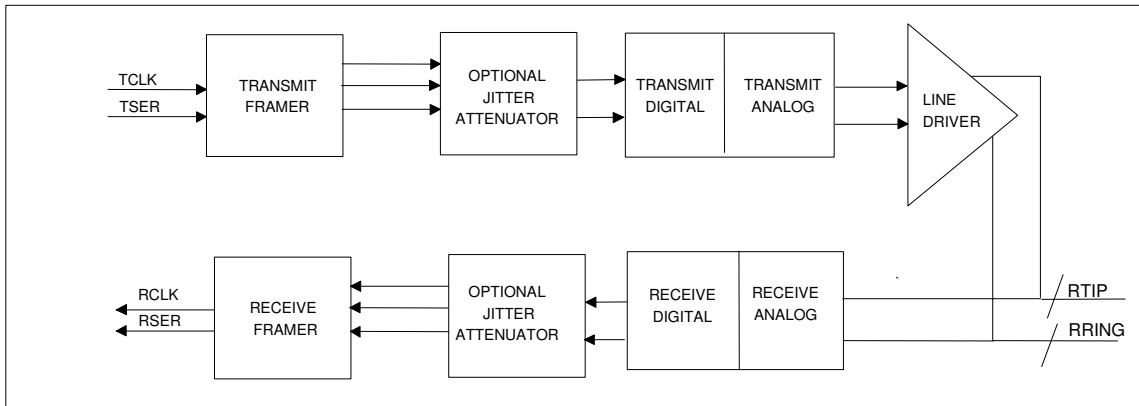 TCLK
TSER
TRANSMIT
FRAMER
OPTIONAL
JITTER
ATTENUATOR
TRANSMIT
DIGITAL
TRANSMIT
ANALOG
LINE
DRIVER
RCLK
RSER
RECEIVE
FRAMER
OPTIONAL
JITTER
ATTENUATOR
RECEIVE
DIGITAL
RECEIVE
ANALOG
RTIP
RRING